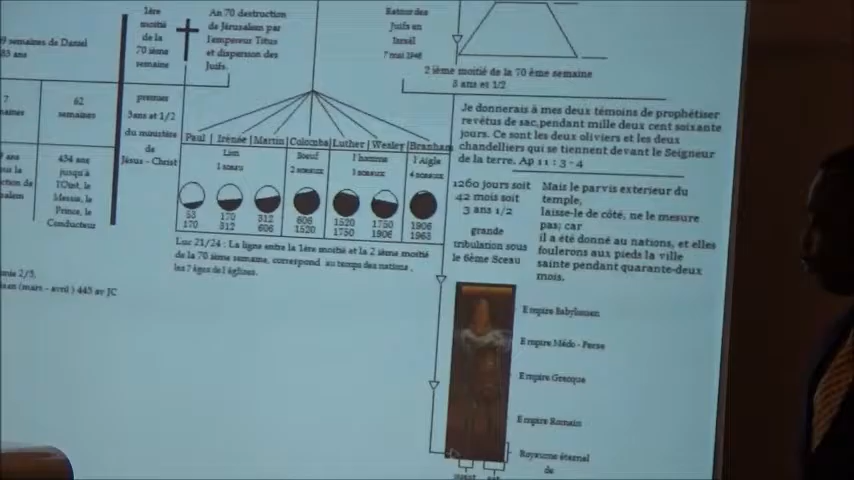 1ère
moitié
de la
70 ième
semaine
An 70 destruction
de Jérusalem par
l'empereur Titus
et dispersion des
Juifs.
Retour des
Juifs en
Israël
7 mai 1948
9 semaines de Daniel
83 ans
2 ième moitié de la 70 ème semaine
3 ans et 1/2
7
maines
62
semaines
premier
3ans et 1/2
du ministère
de
Jésus - Christ
434 ans
jusqu'à
l'Oint, le
Messie, le
Prince, le
Conducteur
Paul | Irénée | Martin | Colomba | Luther | Wesley | Branham
Lion
1 sceau
Boeuf
2 sceaux
l'homme
3 sceaux
l'Aigle
4 sceaux
53
170
170
312
312
606
606
1520
1520
1750
1750
1906
1906
1963
Luc 21/24 : La ligne entre la 1ère moitié et la 2 ième moitié
de la 70 ième semaine, correspond au temps des nations ,
les 7 âges de l églises.
Je donnerais à mes deux témoins de prophétiser
revêtus de sac,pendant mille deux cent soixante
jours. Ce sont les deux oliviers et les deux
chandelliers qui se tiennent devant le Seigneur
de la terre. Ap 11 : 3 - 4
1260 jours soit
42 mois soit
3 ans 1/2
grande
tribulation sous
le 6ème Sceau
Mais le parvis exterieur du
temple,
laisse-le de côté, ne le mesure
pas; car
il a été donné au nations, et elles
foulerons aux pieds la ville
sainte pendant quarante-deux
mois.
(mars - avril ) 445 av JC
Empire Babylonien
Empire Médo - Perse
Empire Grecque
Empire Romain
Royaume éternel
de